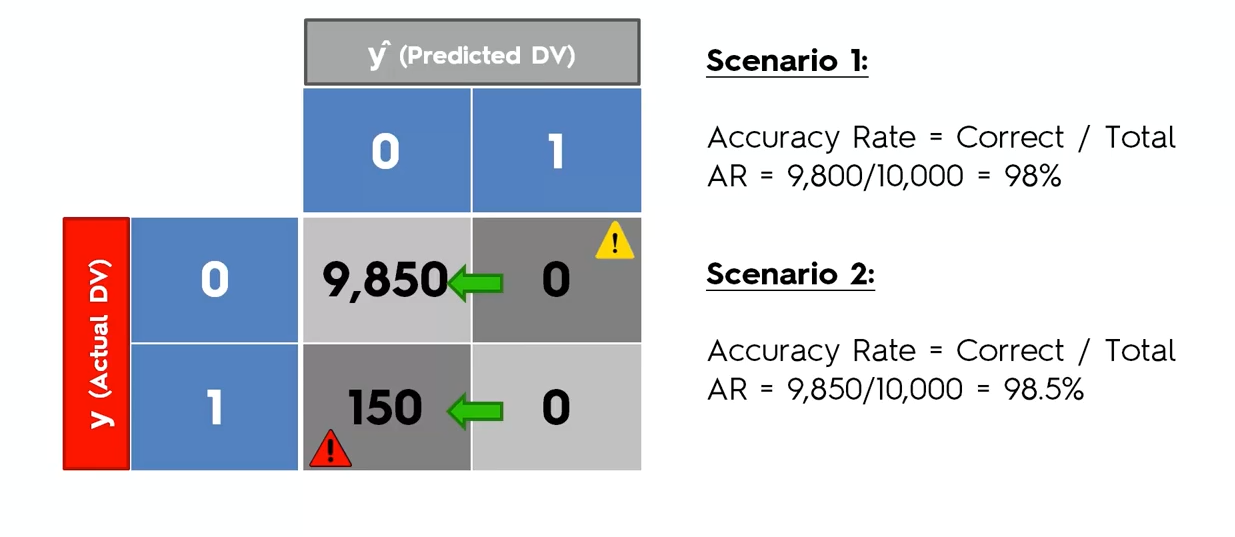 ŷ (Predicted DV)
0 1
y (Actual DV)
0 9,850 0
1 150 0
Scenario 1:
Accuracy Rate = Correct / Total
AR = 9,800/10,000 = 98%
Scenario 2:
Accuracy Rate = Correct / Total
AR = 9,850/10,000 = 98.5%